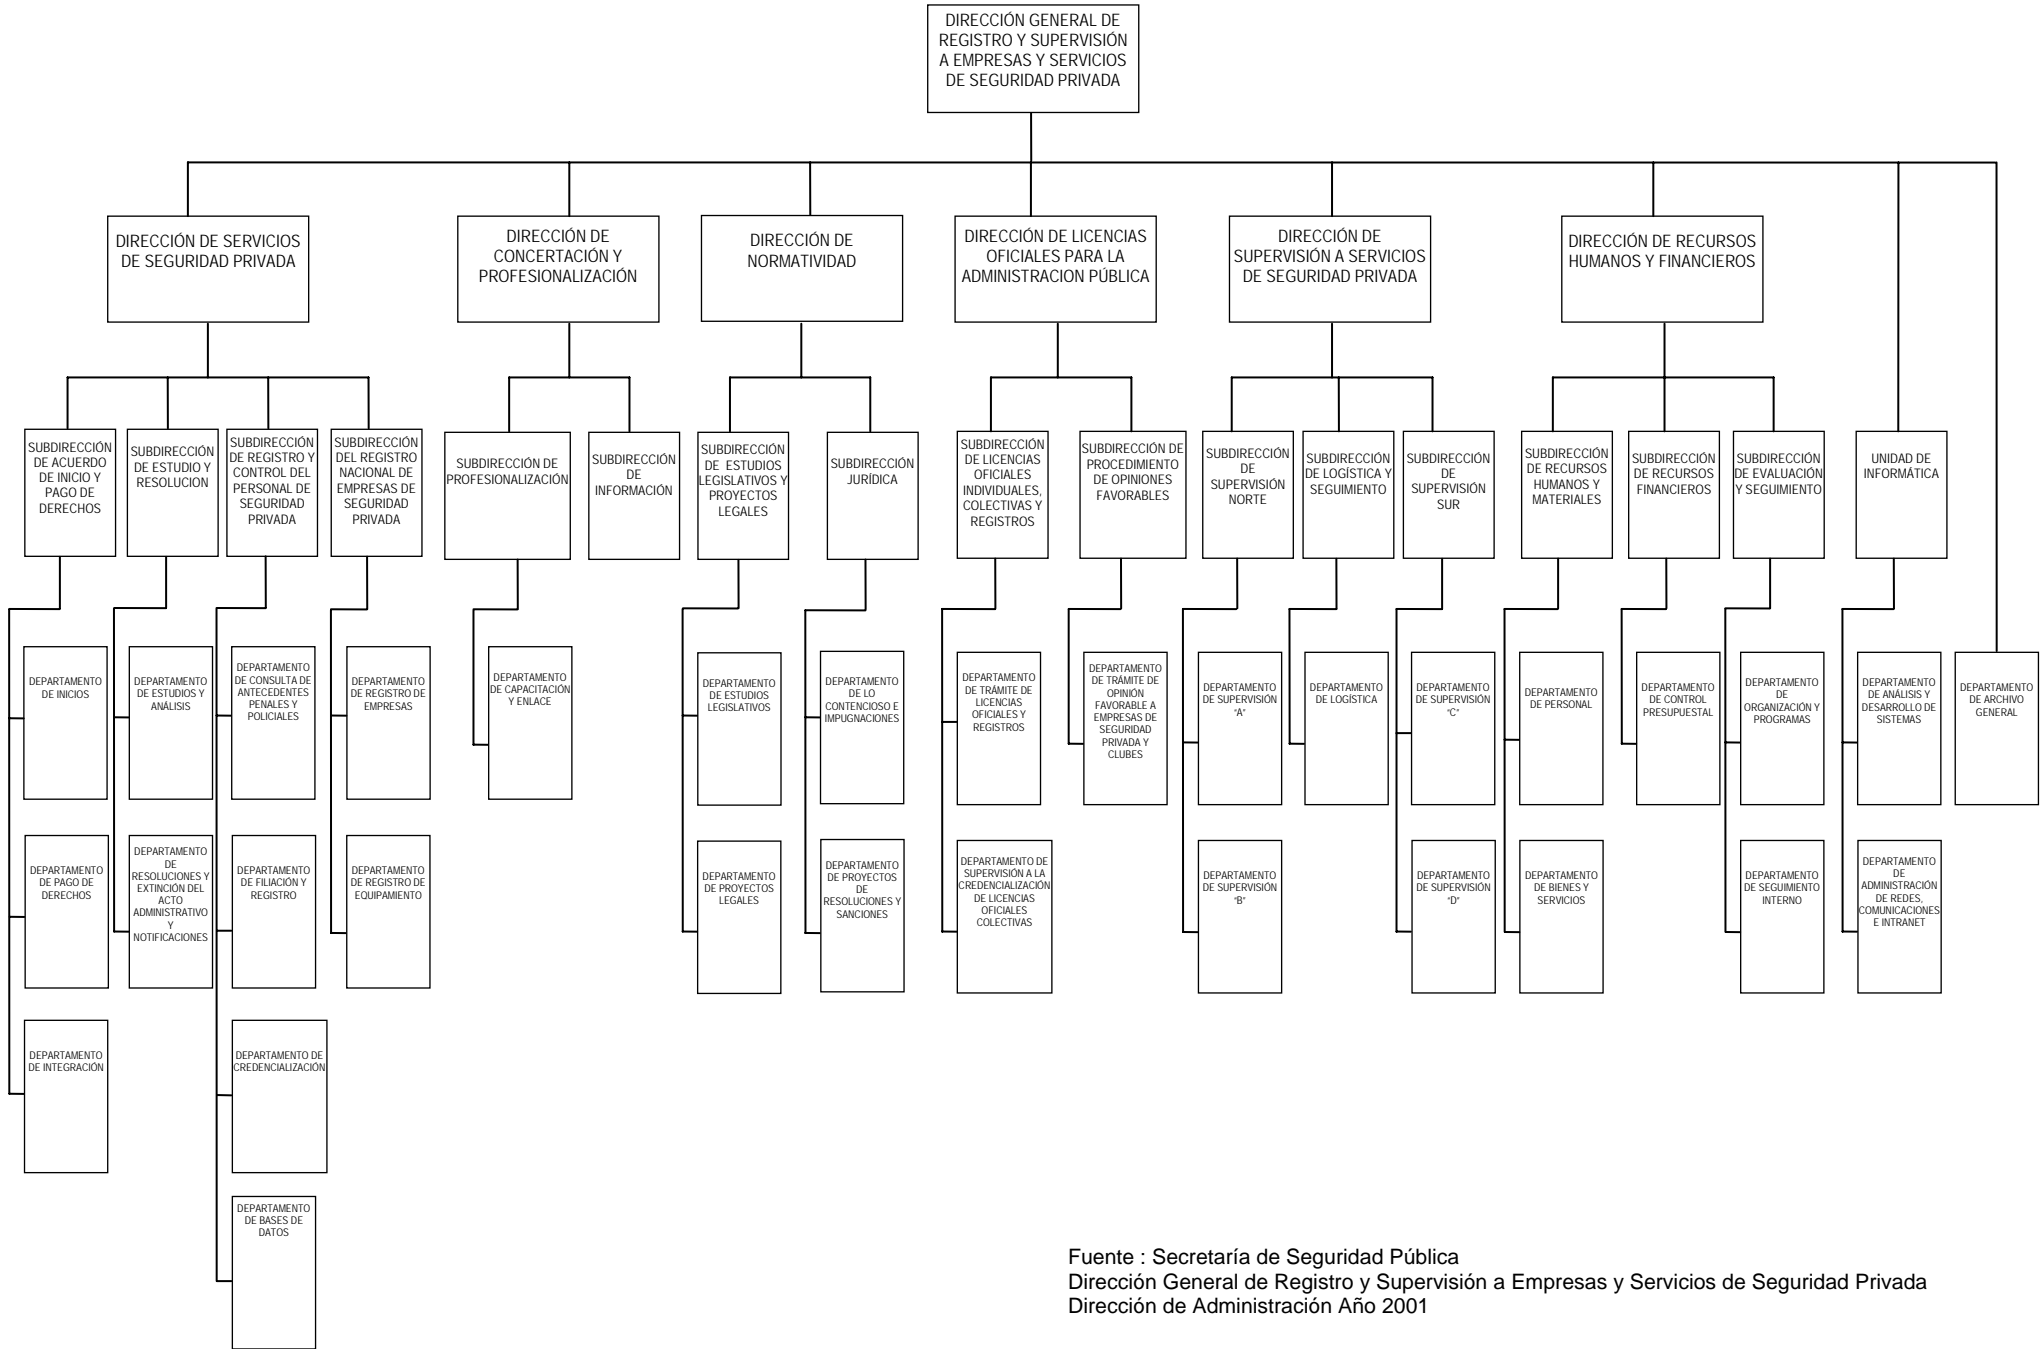 DIRECCIÓN GENERAL DE
REGISTRO Y SUPERVISIÓN
A EMPRESAS Y SERVICIOS
DE SEGURIDAD PRIVADA
DIRECCIÓN DE SERVICIOS
DE SEGURIDAD PRIVADA
DIRECCIÓN DE
CONCERTACIÓN Y
PROFESIONALIZACIÓN
DIRECCIÓN DE
NORMATIVIDAD
DIRECCIÓN DE LICENCIAS
OFICIALES PARA LA
ADMINISTRACION PÚBLICA
DIRECCIÓN DE
SUPERVISIÓN A SERVICIOS
DE SEGURIDAD PRIVADA
DIRECCIÓN DE RECURSOS
HUMANOS Y FINANCIEROS
SUBDIRECCIÓN
DE ACUERDO
DE INICIO Y
PAGO DE
DERECHOS
SUBDIRECCIÓN
DE ESTUDIO Y
RESOLUCION
SUBDIRECCIÓN
DE REGISTRO Y
CONTROL DEL
PERSONAL DE
SEGURIDAD
PRIVADA
SUBDIRECCIÓN
DEL REGISTRO
NACIONAL DE
EMPRESAS DE
SEGURIDAD
PRIVADA
SUBDIRECCIÓN DE
PROFESIONALIZACIÓN
SUBDIRECCIÓN
DE
INFORMACIÓN
SUBDIRECCIÓN
DE ESTUDIOS
LEGISLATIVOS Y
PROYECTOS
LEGALES
SUBDIRECCIÓN
JURÍDICA
SUBDIRECCIÓN
DE LICENCIAS
OFICIALES
INDIVIDUALES,
COLECTIVAS Y
REGISTROS
SUBDIRECCIÓN DE
PROCEDIMIENTO
DE OPINIONES
FAVORABLES
SUBDIRECCIÓN
DE
SUPERVISIÓN
NORTE
SUBDIRECCIÓN
DE LOGÍSTICA Y
SEGUIMIENTO
SUBDIRECCIÓN
DE
SUPERVISIÓN
SUR
SUBDIRECCIÓN
DE RECURSOS
HUMANOS Y
MATERIALES
SUBDIRECCIÓN
DE RECURSOS
FINANCIEROS
SUBDIRECCIÓN
DE EVALUACIÓN
Y SEGUIMIENTO
UNIDAD DE
INFORMÁTICA
DEPARTAMENTO
DE INICIOS
DEPARTAMENTO
DE ESTUDIOS Y
ANÁLISIS
DEPARTAMENTO
DE CONSULTA DE
ANTECEDENTES
PENALES Y
POLICIALES
DEPARTAMENTO
DE REGISTRO DE
EMPRESAS
DEPARTAMENTO
DE CAPACITACIÓN
Y ENLACE
DEPARTAMENTO
DE ESTUDIOS
LEGISLATIVOS
DEPARTAMENTO
DE LO
CONTENCIOSO E
IMPUGNACIONES
DEPARTAMENTO
DE TRÁMITE DE
LICENCIAS
OFICIALES Y
REGISTROS
DEPARTAMENTO
DE TRÁMITE DE
OPINIÓN
FAVORABLE A
EMPRESAS DE
SEGURIDAD
PRIVADA Y
CLUBES
DEPARTAMENTO
DE SUPERVISIÓN
"A"
DEPARTAMENTO
DE LOGÍSTICA
DEPARTAMENTO
DE SUPERVISIÓN
"C"
DEPARTAMENTO
DE PERSONAL
DEPARTAMENTO
DE CONTROL
PRESUPUESTAL
DEPARTAMENTO
DE
ORGANIZACIÓN Y
PROGRAMAS
DEPARTAMENTO
DE ANÁLISIS Y
DESARROLLO DE
SISTEMAS
DEPARTAMENTO
DE ARCHIVO
GENERAL
DEPARTAMENTO
DE PAGO DE
DERECHOS
DEPARTAMENTO
DE
RESOLUCIONES Y
EXTINCIÓN DEL
ACTO
ADMINISTRATIVO
Y
NOTIFICACIONES
DEPARTAMENTO
DE FILIACIÓN Y
REGISTRO
DEPARTAMENTO
DE REGISTRO DE
EQUIPAMIENTO
DEPARTAMENTO
DE PROYECTOS
LEGALES
DEPARTAMENTO
DE PROYECTOS
DE
RESOLUCIONES Y
SANCIONES
DEPARTAMENTO DE
SUPERVISIÓN A LA
CREDENCIALIZACIÓN
DE LICENCIAS
OFICIALES
COLECTIVAS
DEPARTAMENTO
DE SUPERVISIÓN
"B"
DEPARTAMENTO
DE SUPERVISIÓN
"D"
DEPARTAMENTO
DE BIENES Y
SERVICIOS
DEPARTAMENTO
DE SEGUIMIENTO
INTERNO
DEPARTAMENTO
DE
ADMINISTRACIÓN
DE REDES,
COMUNICACIONES
E INTRANET
DEPARTAMENTO
DE INTEGRACIÓN
DEPARTAMENTO DE
CREDENCIALIZACIÓN
DEPARTAMENTO
DE BASES DE
DATOS
Fuente : Secretaría de Seguridad Pública
Dirección General de Registro y Supervisión a Empresas y Servicios de Seguridad Privada
Dirección de Administración Año 2001